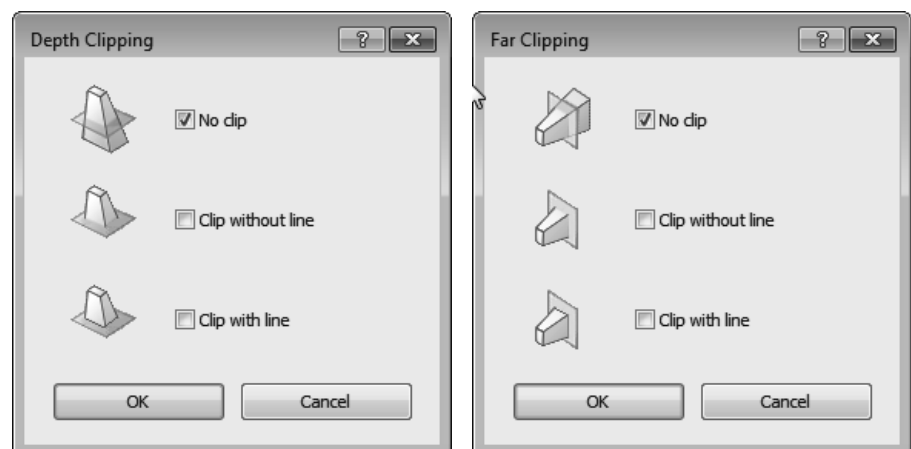 Depth Clipping
No clip
Clip without line
Clip with line
OK
Cancel
Far Clipping
No clip
Clip without line
Clip with line
OK
Cancel